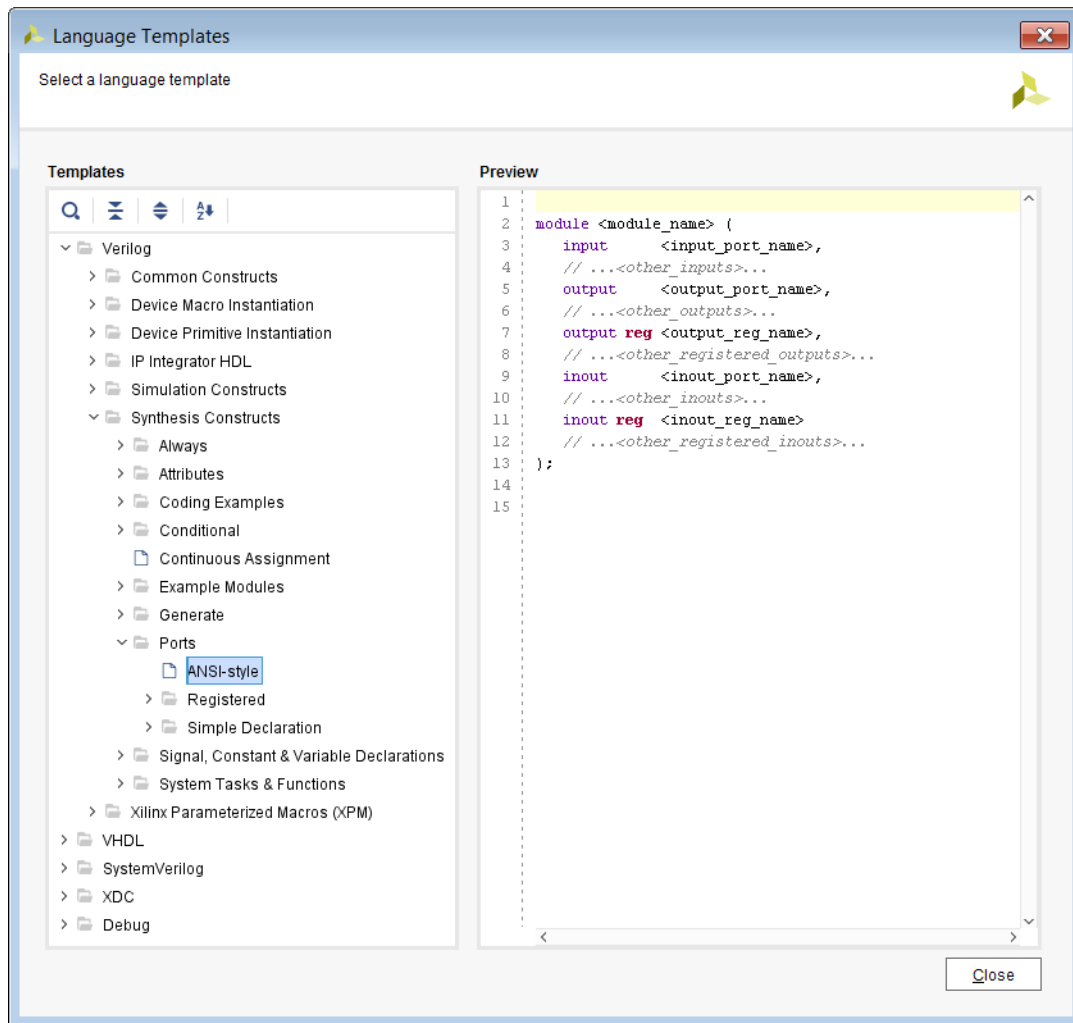 Language Templates
Select a language template
Templates
Verilog
Common Constructs
Device Macro Instantiation
Device Primitive Instantiation
IP Integrator HDL
Simulation Constructs
Synthesis Constructs
Always
Attributes
Coding Examples
Conditional
Continuous Assignment
Example Modules
Generate
Ports
ANSI-style
Registered
Simple Declaration
Signal, Constant & Variable Declarations
System Tasks & Functions
Xilinx Parameterized Macros (XPM)
VHDL
SystemVerilog
XDC
Debug
Preview
1
2 module <module_name> (
3 input <input_port_name>,
4 // ...<other_inputs>...
5 output <output_port_name>,
6 // ...<other_outputs>...
7 output reg <output_reg_name>,
8 // ...<other_registered_outputs>...
9 inout <inout_port_name>,
10 // ...<other_inouts>...
11 inout reg <inout_reg_name>
12 // ...<other_registered_inouts>...
13 );
14
15
Close